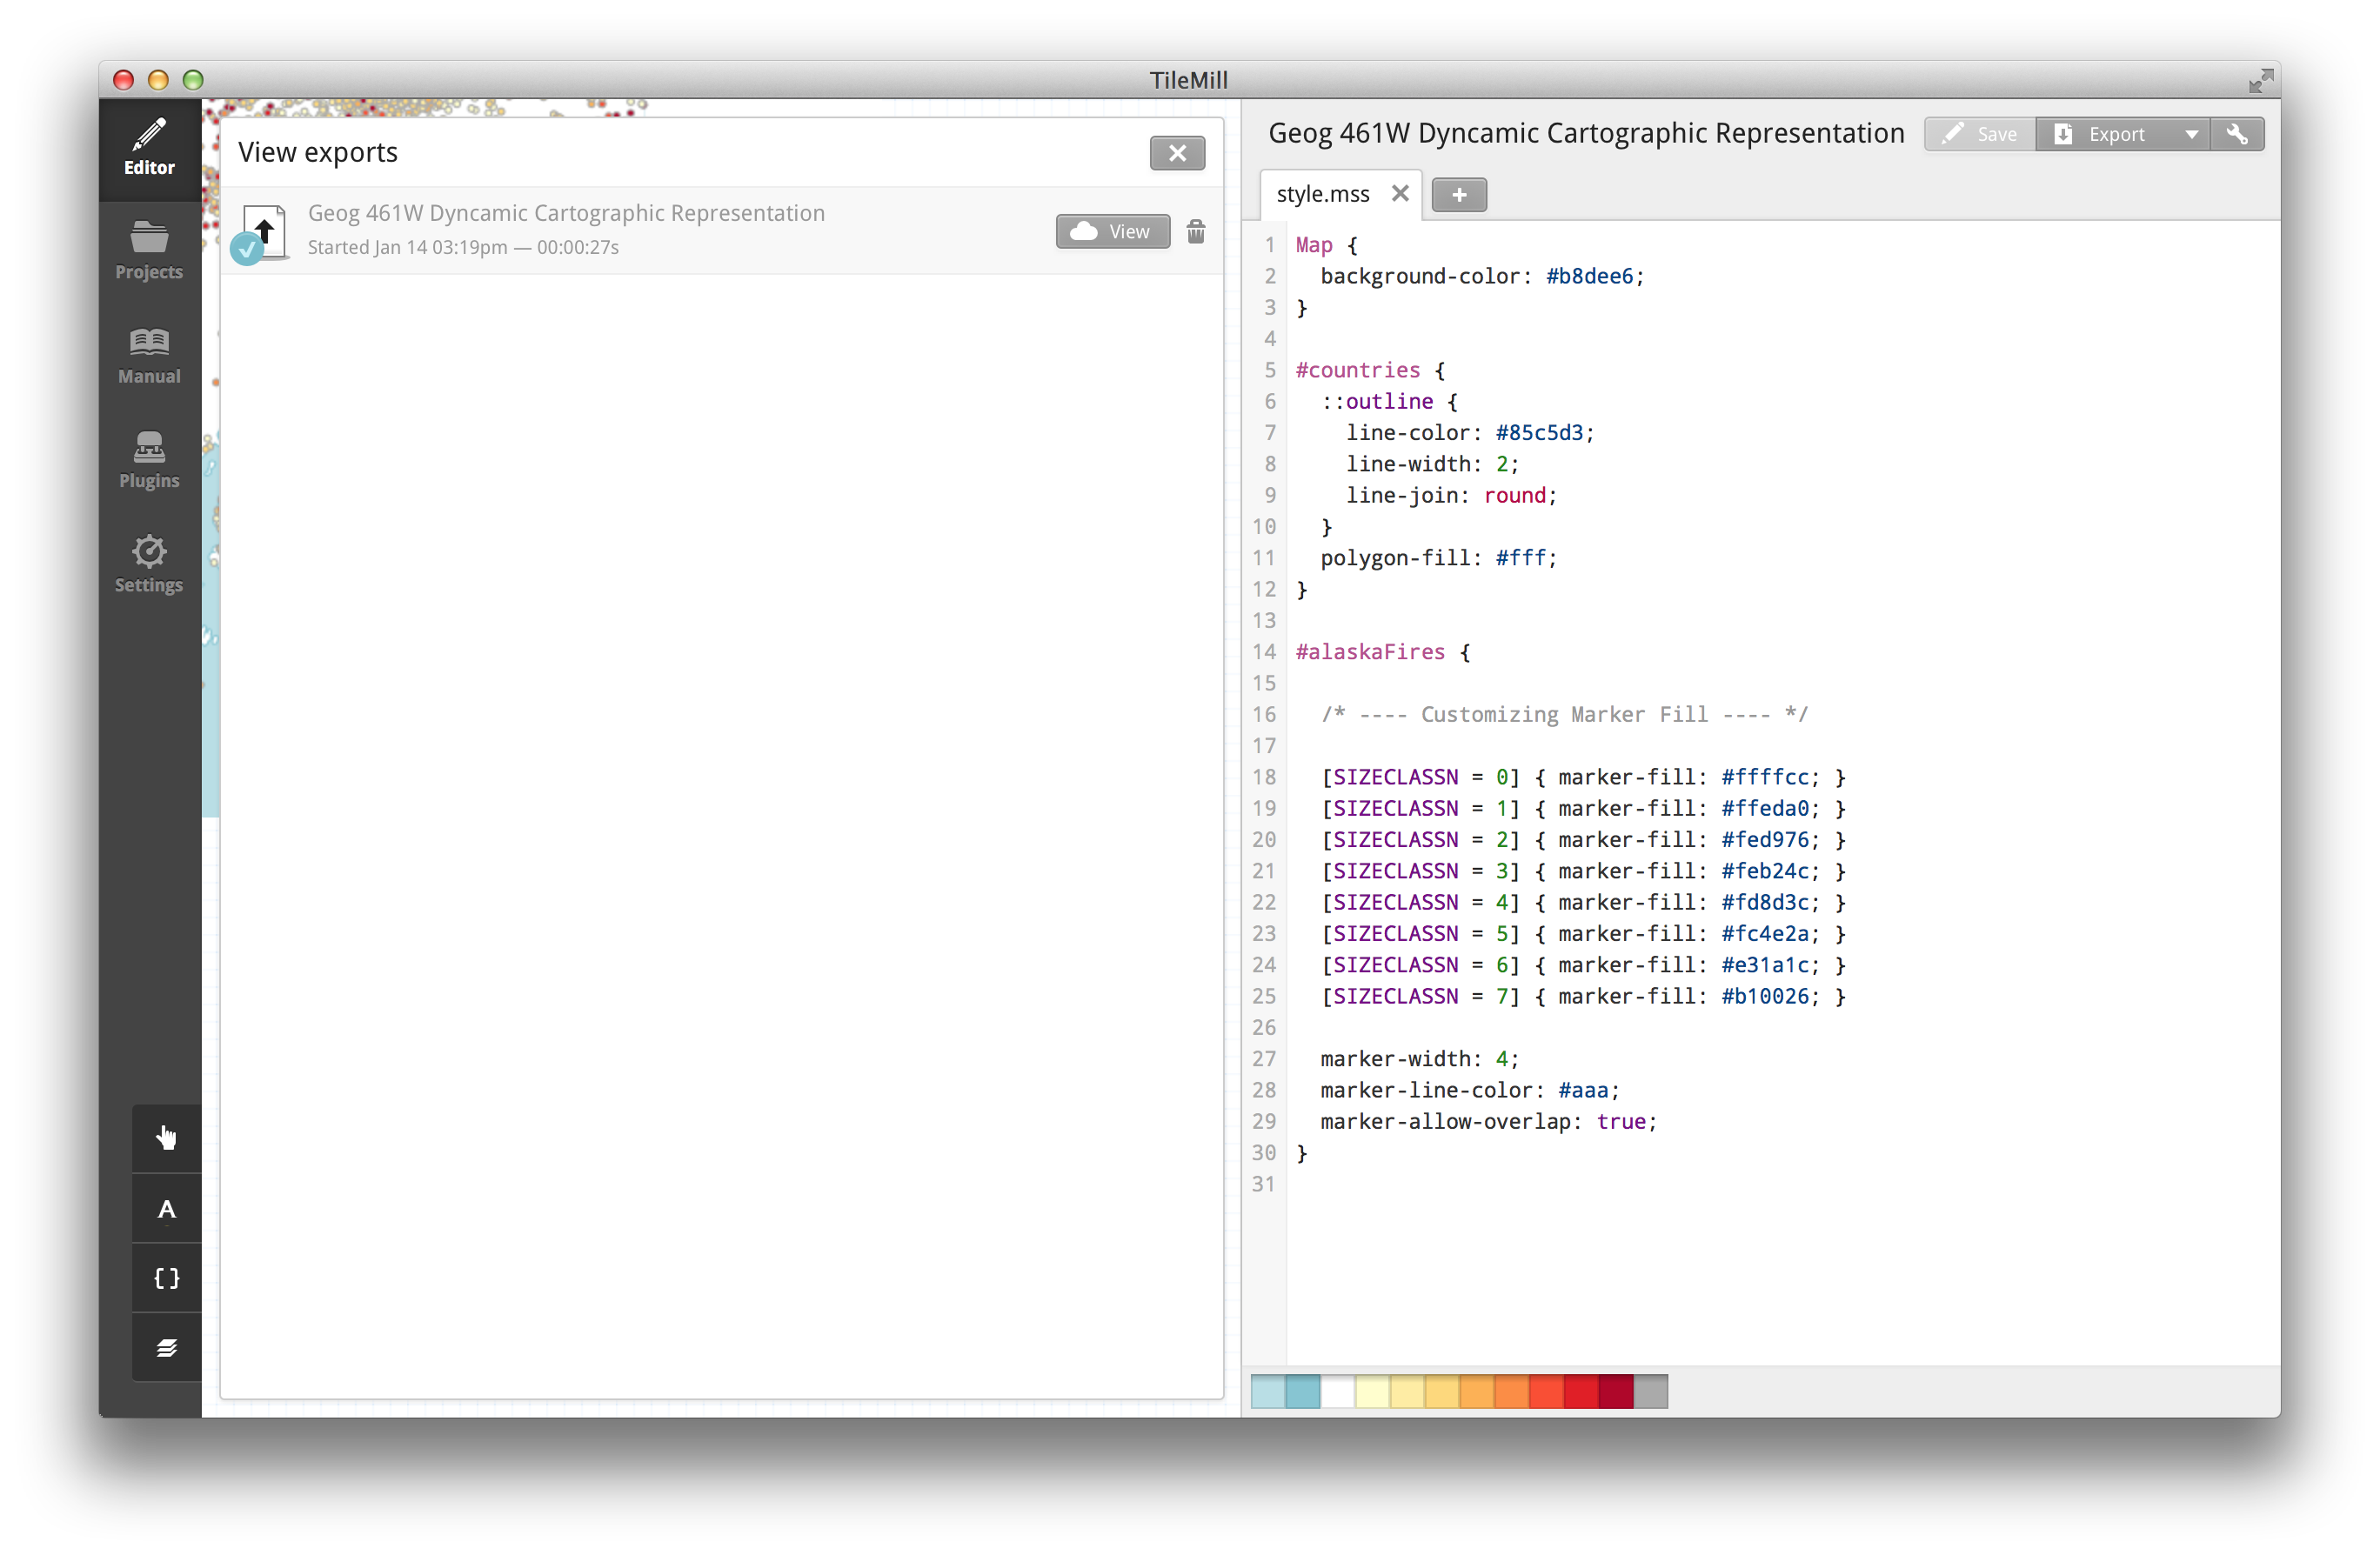 TileMill
Editor
Projects
Manual
Plugins
Settings
A
{ }
View exports
Geog 461W Dyncamic Cartographic Representation
Started Jan 14 03:19pm — 00:00:27s
View
Geog 461W Dyncamic Cartographic Representation
Save
Export
style.mss
+
1 Map {
2 background-color: #b8dee6;
3 }
4
5 #countries {
6 ::outline {
7 line-color: #85c5d3;
8 line-width: 2;
9 line-join: round;
10 }
11 polygon-fill: #fff;
12 }
13
14 #alaskaFires {
15
16 /* ---- Customizing Marker Fill ---- */
17
18 [SIZECLASSN = 0] { marker-fill: #ffffcc; }
19 [SIZECLASSN = 1] { marker-fill: #ffeda0; }
20 [SIZECLASSN = 2] { marker-fill: #fed976; }
21 [SIZECLASSN = 3] { marker-fill: #feb24c; }
22 [SIZECLASSN = 4] { marker-fill: #fd8d3c; }
23 [SIZECLASSN = 5] { marker-fill: #fc4e2a; }
24 [SIZECLASSN = 6] { marker-fill: #e31a1c; }
25 [SIZECLASSN = 7] { marker-fill: #b10026; }
26
27 marker-width: 4;
28 marker-line-color: #aaa;
29 marker-allow-overlap: true;
30 }
31